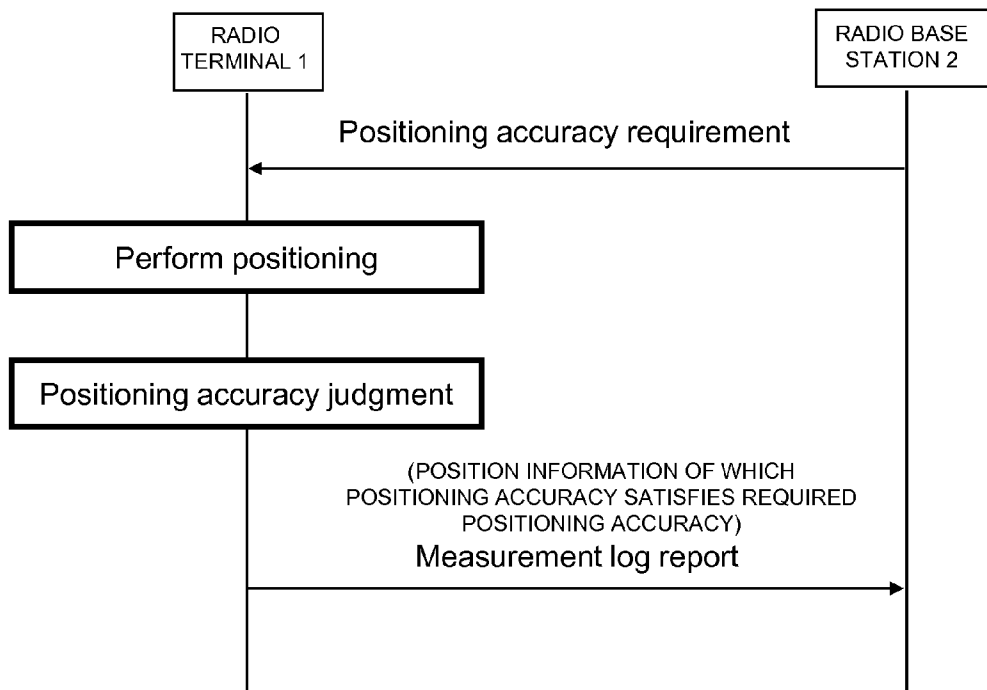 RADIO
TERMINAL 1
RADIO BASE
STATION 2
Positioning accuracy requirement
Perform positioning
Positioning accuracy judgment
(POSITION INFORMATION OF WHICH
POSITIONING ACCURACY SATISFIES REQUIRED
POSITIONING ACCURACY)
Measurement log report